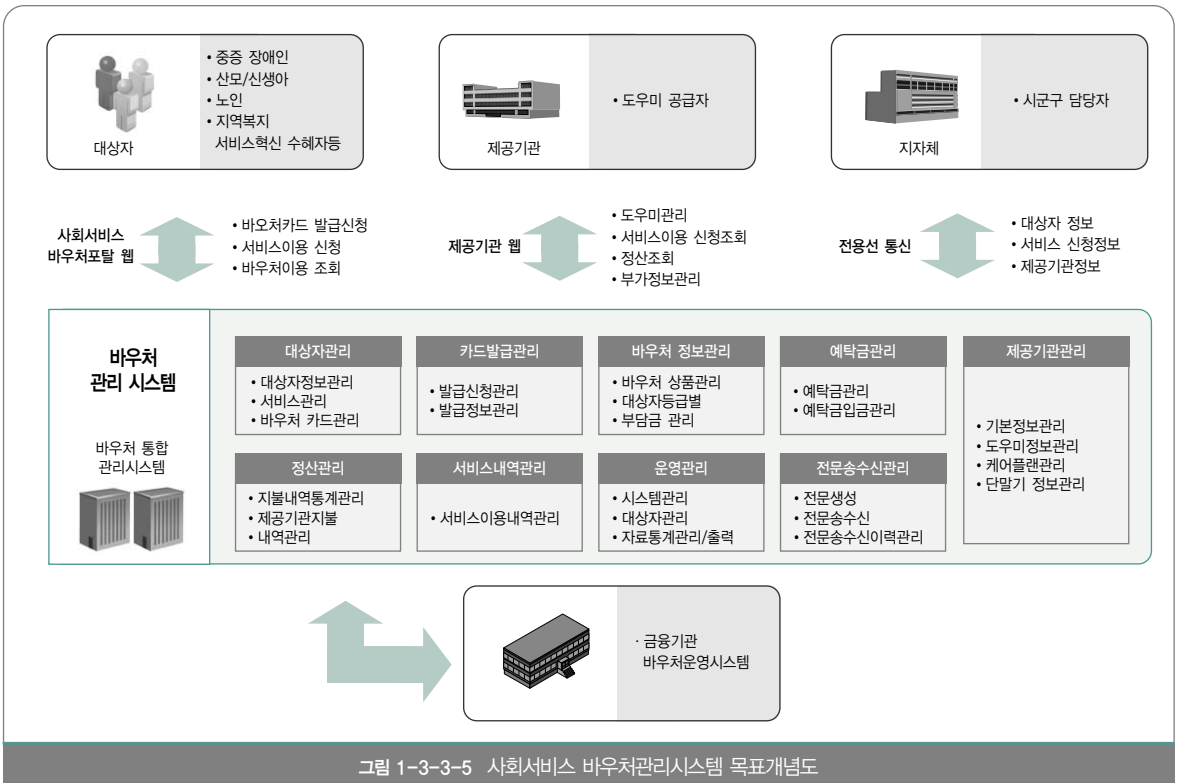 • 중증 장애인
• 산모/신생아
• 노인
• 지역복지
서비스혁신 수혜자등
대상자
• 도우미 공급자
제공기관
• 시군구 담당자
지자체
사회서비스
바우처포탈 웹
• 바오처카드 발급신청
• 서비스이용 신청
• 바우처이용 조회
제공기관 웹
• 도우미관리
• 서비스이용 신청조회
• 정산조회
• 부가정보관리
전용선 통신
• 대상자 정보
• 서비스 신청정보
• 제공기관정보
바우처
관리 시스템
바우처 통합
관리시스템
대상자관리
• 대상자정보관리
• 서비스관리
• 바우처 카드관리
카드발급관리
• 발급신청관리
• 발급정보관리
바우처 정보관리
• 바우처 상품관리
• 대상자등급별
• 부담금 관리
예탁금관리
• 예탁금관리
• 예탁금입금관리
제공기관관리
• 기본정보관리
• 도우미정보관리
• 케어플랜관리
• 단말기 정보관리
정산관리
• 지불내역통계관리
• 제공기관지불
• 내역관리
서비스내역관리
• 서비스이용내역관리
운영관리
• 시스템관리
• 대상자관리
• 자료통계관리/출력
전문송수신관리
• 전문생성
• 전문송수신
• 전문송수신이력관리
· 금융기관
바우처운영시스템
그림 1-3-3-5 사회서비스 바우처관리시스템 목표개념도